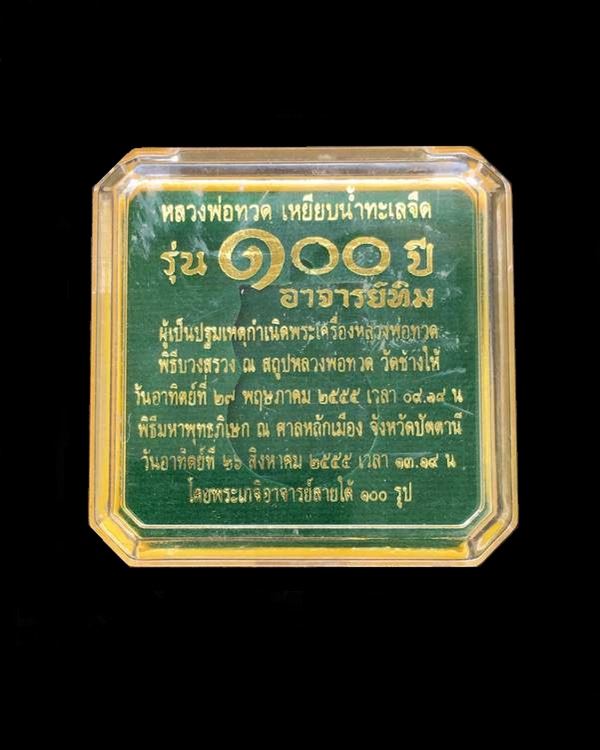 หลวงพ่อทวด เหยียบน้ำทะเลจืด
รุ่น ๑๐๐ ปี
อาจารย์ทิม
ผู้เป็นปฐมเหตุกำเนิดพระเครื่องหลวงพ่อทวด
พิธีบวงสรวง ณ สถูปหลวงพ่อทวด วัดช้างให้
วันอาทิตย์ที่ ๒๗ พฤษภาคม ๒๕๕๕ เวลา ๐๙.๑๙ น
พิธีมหาพุทธภิเษก ณ ศาลหลักเมือง จังหวัดปัตตานี
วันอาทิตย์ที่ ๒๖ สิงหาคม ๒๕๕๕ เวลา ๑๓.๑๙ น
โดยพระเกจิอาจารย์สายใต้ ๑๐๐ รูป